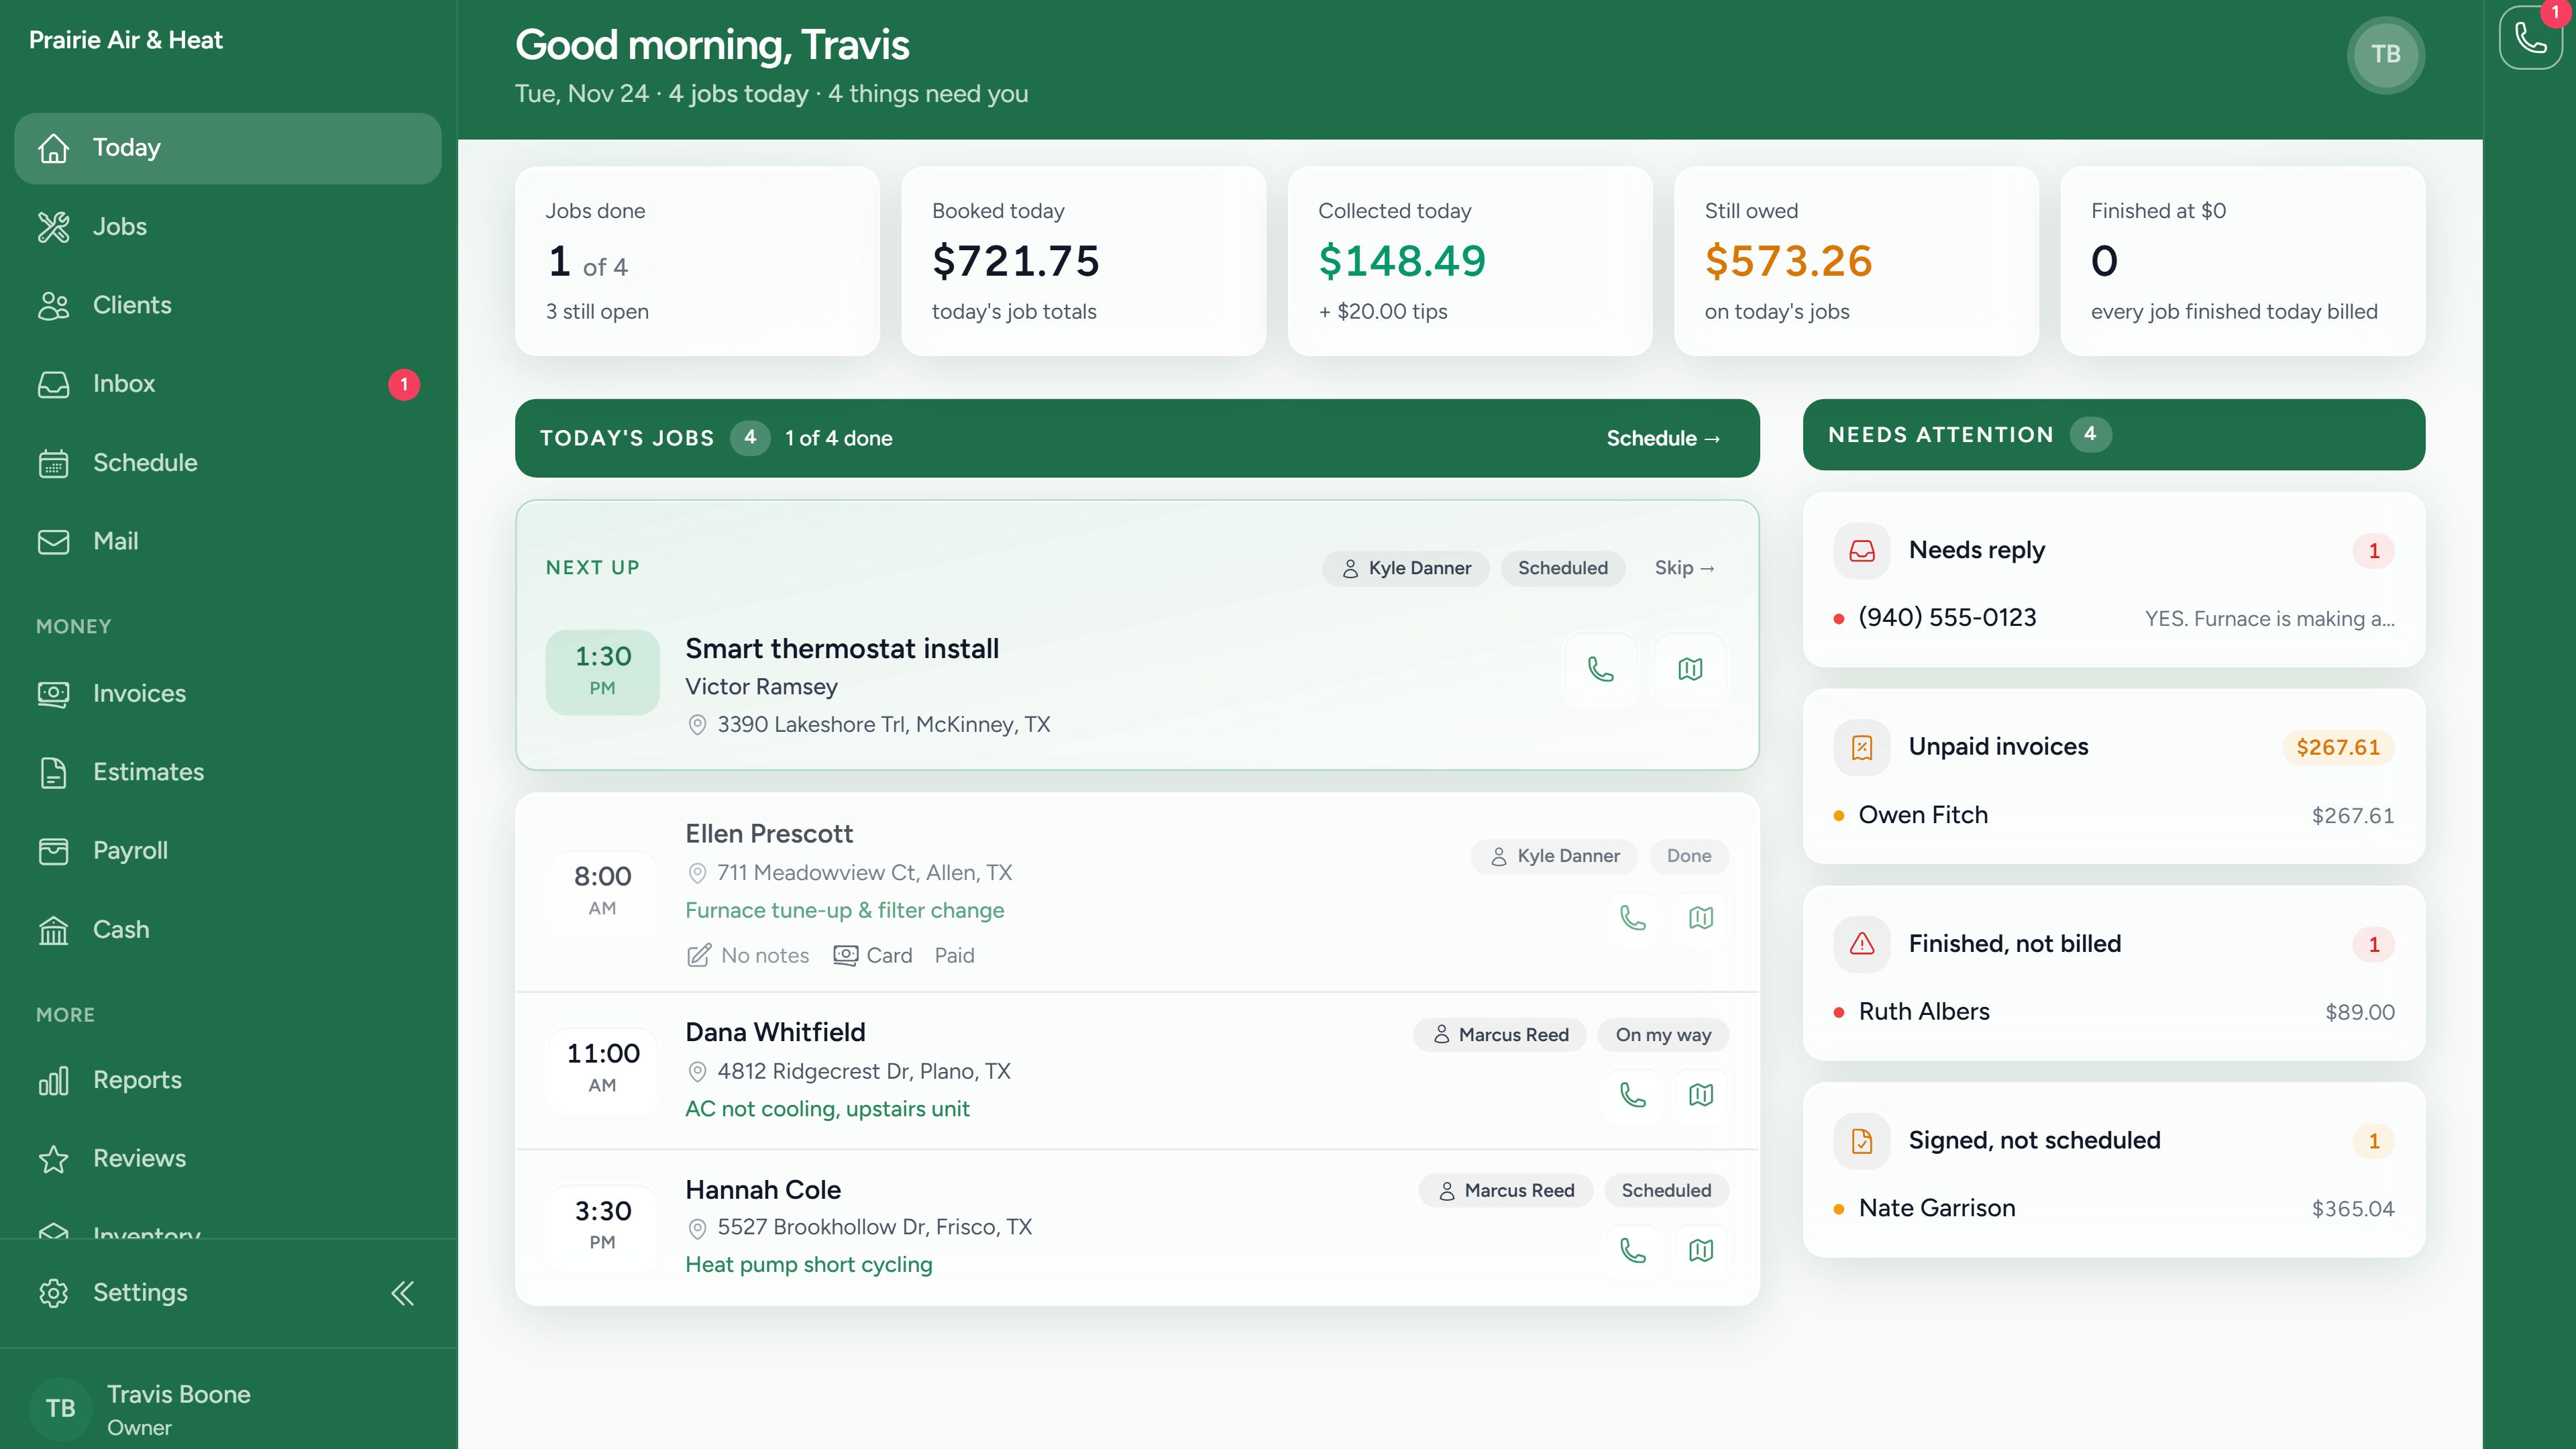 Prairie Air & Heat
Today
Jobs
Clients
Inbox 1
Schedule
Mail
MONEY
Invoices
Estimates
Payroll
Cash
MORE
Reports
Reviews
Inventory
Settings
TB
Travis Boone
Owner
Good morning, Travis
Tue, Nov 24 · 4 jobs today · 4 things need you
TB
1
Jobs done
1 of 4
3 still open
Booked today
$721.75
today's job totals
Collected today
$148.49
+ $20.00 tips
Still owed
$573.26
on today's jobs
Finished at $0
0
every job finished today billed
TODAY'S JOBS 4 1 of 4 done Schedule →
NEXT UP Kyle Danner Scheduled Skip →
1:30 PM
Smart thermostat install
Victor Ramsey
3390 Lakeshore Trl, McKinney, TX
8:00 AM
Ellen Prescott
711 Meadowview Ct, Allen, TX
Furnace tune-up & filter change
No notes Card Paid
Kyle Danner Done
11:00 AM
Dana Whitfield
4812 Ridgecrest Dr, Plano, TX
AC not cooling, upstairs unit
Marcus Reed On my way
3:30 PM
Hannah Cole
5527 Brookhollow Dr, Frisco, TX
Heat pump short cycling
Marcus Reed Scheduled
NEEDS ATTENTION 4
Needs reply 1
(940) 555-0123 YES. Furnace is making a...
Unpaid invoices $267.61
Owen Fitch $267.61
Finished, not billed 1
Ruth Albers $89.00
Signed, not scheduled 1
Nate Garrison $365.04